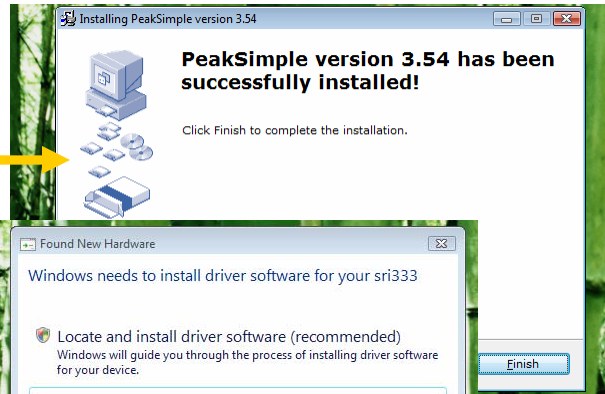 Installing PeakSimple version 3.54
PeakSimple version 3.54 has been
successfully installed!
Click Finish to complete the installation.
Found New Hardware
Windows needs to install driver software for your sri333
Locate and install driver software (recommended)
Windows will guide you through the process of installing driver software
for your device.
Finish